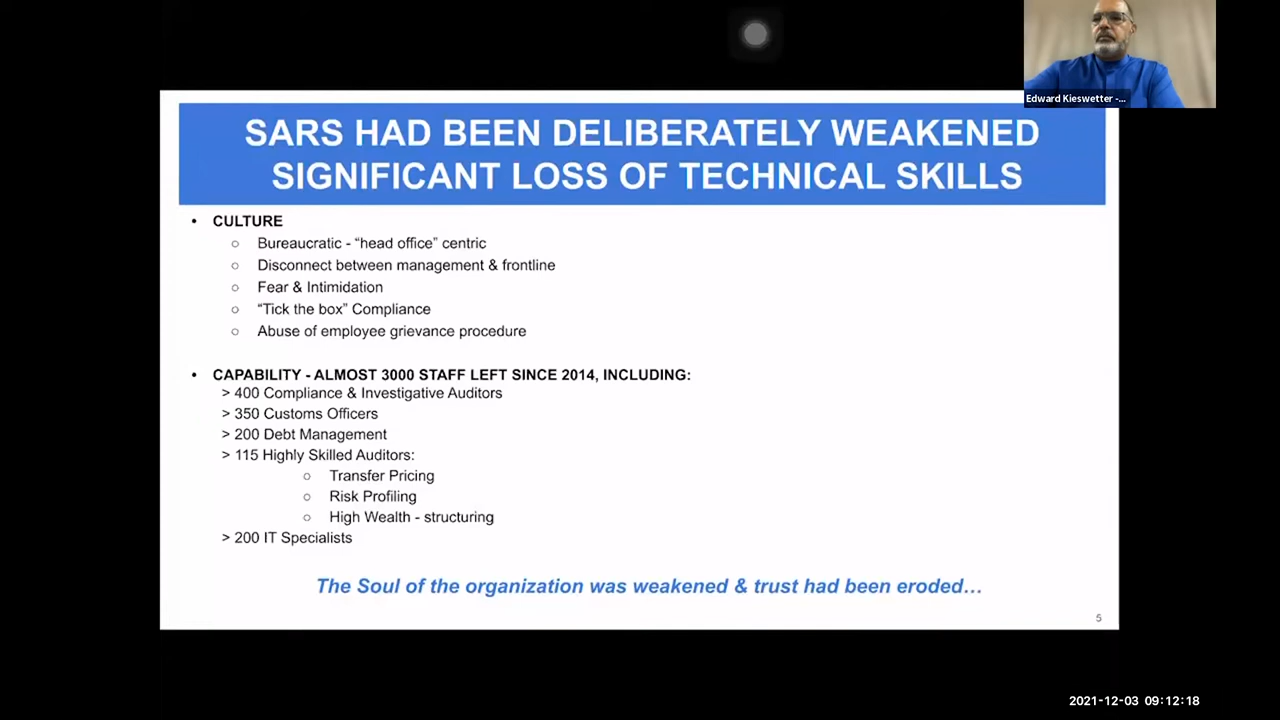 Edward Kieswetter -...
SARS HAD BEEN DELIBERATELY WEAKENED
SIGNIFICANT LOSS OF TECHNICAL SKILLS
• CULTURE
○ Bureaucratic - “head office” centric
○ Disconnect between management & frontline
○ Fear & Intimidation
○ “Tick the box” Compliance
○ Abuse of employee grievance procedure
• CAPABILITY - ALMOST 3000 STAFF LEFT SINCE 2014, INCLUDING:
> 400 Compliance & Investigative Auditors
> 350 Customs Officers
> 200 Debt Management
> 115 Highly Skilled Auditors:
○ Transfer Pricing
○ Risk Profiling
○ High Wealth - structuring
> 200 IT Specialists
The Soul of the organization was weakened & trust had been eroded…
5
2021-12-03 09:12:18